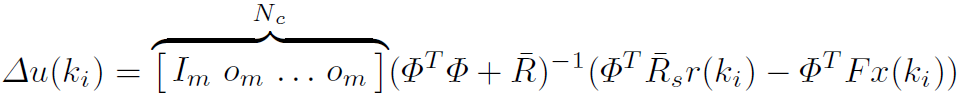 N_c
Δu(k_i) = [ I_m o_m … o_m ](Φ^T Φ + R̄)^{−1}(Φ^T R̄_s r(k_i) − Φ^T F x(k_i))